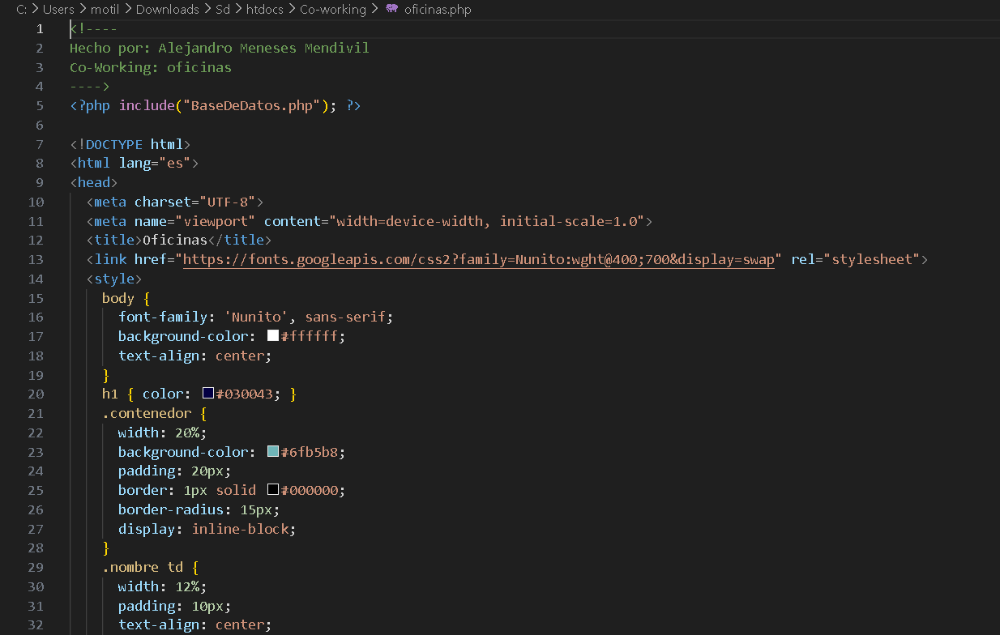 C: > Users > motil > Downloads > Sd > htdocs > Co-working > oficinas.php
1 <!----
2 Hecho por: Alejandro Meneses Mendivil
3 Co-Working: oficinas
4 ---->
5 <?php include("BaseDeDatos.php"); ?>
6
7 <!DOCTYPE html>
8 <html lang="es">
9 <head>
10 <meta charset="UTF-8">
11 <meta name="viewport" content="width=device-width, initial-scale=1.0">
12 <title>Oficinas</title>
13 <link href="https://fonts.googleapis.com/css2?family=Nunito:wght@400;700&display=swap" rel="stylesheet">
14 <style>
15 body {
16 font-family: 'Nunito', sans-serif;
17 background-color: #ffffff;
18 text-align: center;
19 }
20 h1 { color: #030043; }
21 .contenedor {
22 width: 20%;
23 background-color: #6fb5b8;
24 padding: 20px;
25 border: 1px solid #000000;
26 border-radius: 15px;
27 display: inline-block;
28 }
29 .nombre td {
30 width: 12%;
31 padding: 10px;
32 text-align: center;